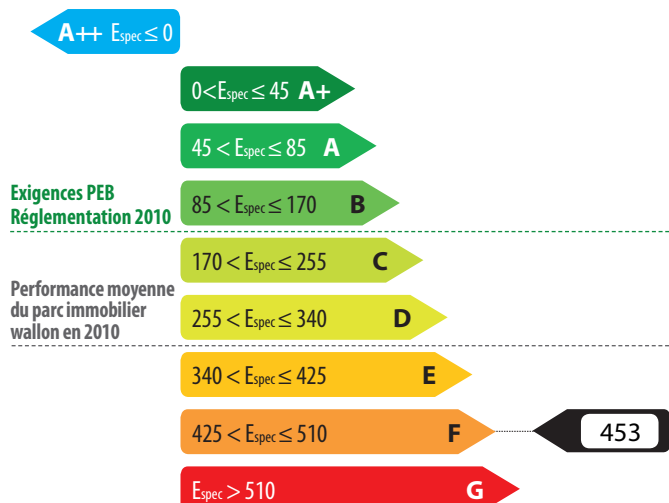 A++ Espec ≤ 0
0<Espec ≤ 45 A+
45 < Espec ≤ 85 A
Exigences PEB
Réglementation 2010
85 < Espec ≤ 170 B
170 < Espec ≤ 255 C
Performance moyenne
du parc immobilier
wallon en 2010
255 < Espec ≤ 340 D
340 < Espec ≤ 425 E
425 < Espec ≤ 510 F
453
Espec > 510 G